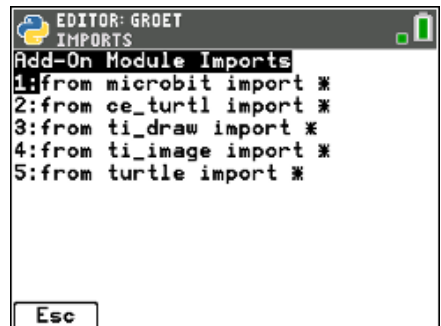 EDITOR: GROET
IMPORTS
Add-On Module Imports
1:from microbit import *
2:from ce_turtl import *
3:from ti_draw import *
4:from ti_image import *
5:from turtle import *
Esc